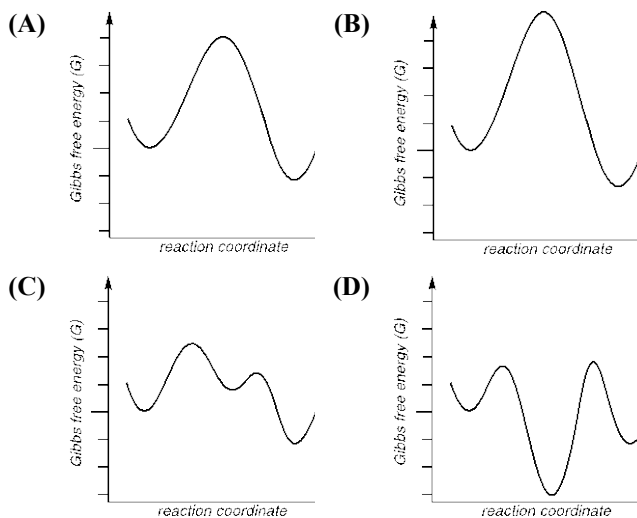 (A)
Gibbs free energy (G)
reaction coordinate
(B)
Gibbs free energy (G)
reaction coordinate
(C)
Gibbs free energy (G)
reaction coordinate
(D)
Gibbs free energy (G)
reaction coordinate